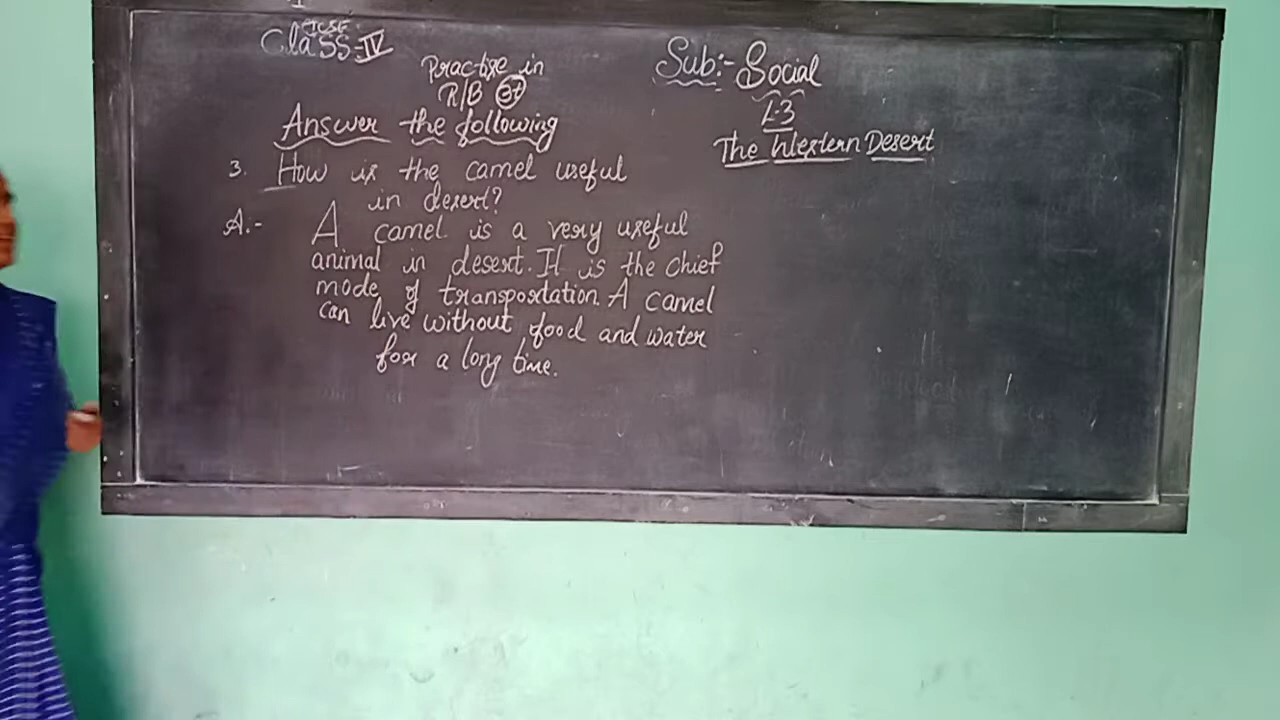 Class-IV
Practise in
R/B
Answer the following
3. How is the camel useful
in desert?
A.- A camel is a very useful
animal in desert. It is the chief
mode of transportation. A camel
can live without food and water
for a long time.
Sub:- Social
L-3
The Western Desert